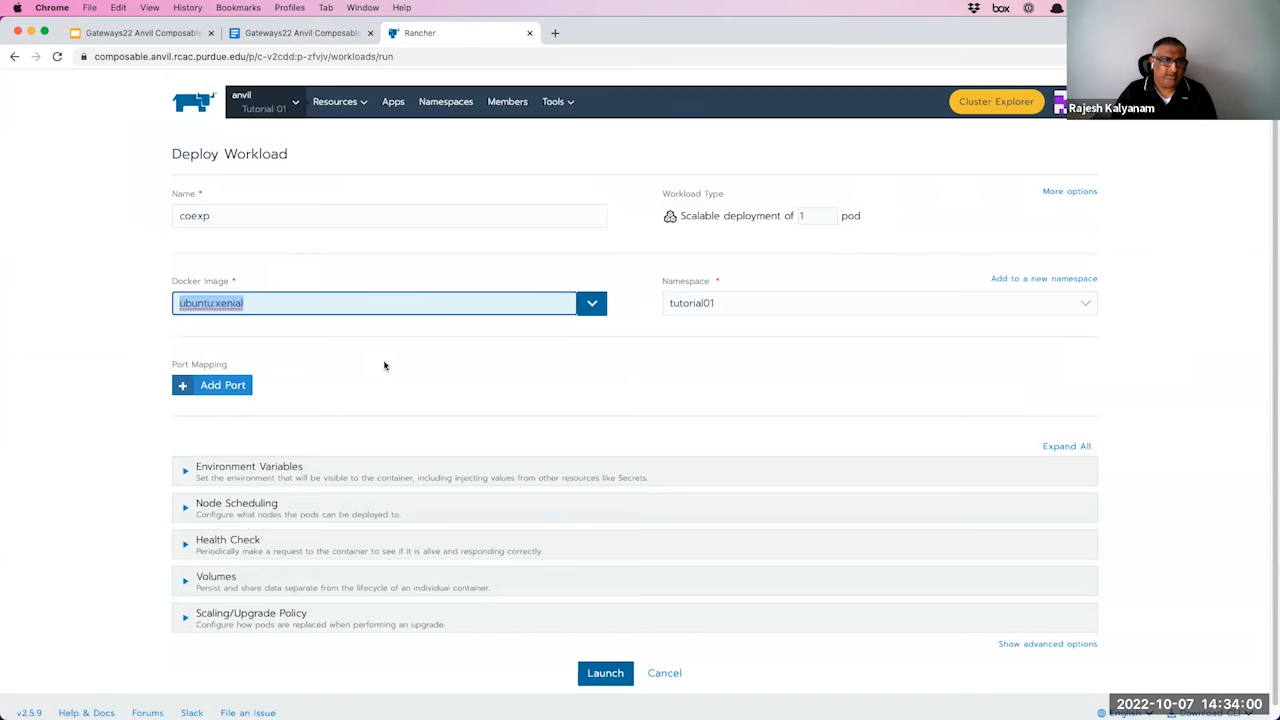 Chrome File Edit View History Bookmarks Profiles Tab Window Help box
Gateways22 Anvil Composable Gateways22 Anvil Composable Rancher
composable.anvil.rcac.purdue.edu/p/c-v2cdd:p-zfvjv/workloads/run
Rajesh Kalyanam
anvil
Tutorial 01
Resources Apps Namespaces Members Tools Cluster Explorer
Deploy Workload
Name *
Workload Type
More options
coexp
Scalable deployment of 1 pod
Docker Image *
Namespace *
Add to a new namespace
ubuntu:xenial
tutorial01
Port Mapping
+ Add Port
Expand All
Environment Variables
Set the environment that will be visible to the container, including injecting values from other resources like Secrets.
Node Scheduling
Configure what nodes the pods can be deployed to.
Health Check
Periodically make a request to the container to see if it is alive and responding correctly.
Volumes
Persist and share data separate from the lifecycle of an individual container.
Scaling/Upgrade Policy
Configure how pods are replaced when performing an upgrade.
Show advanced options
Launch Cancel
v2.5.9 Help & Docs Forums Slack File an Issue English Download CLI
2022-10-07 14:34:00